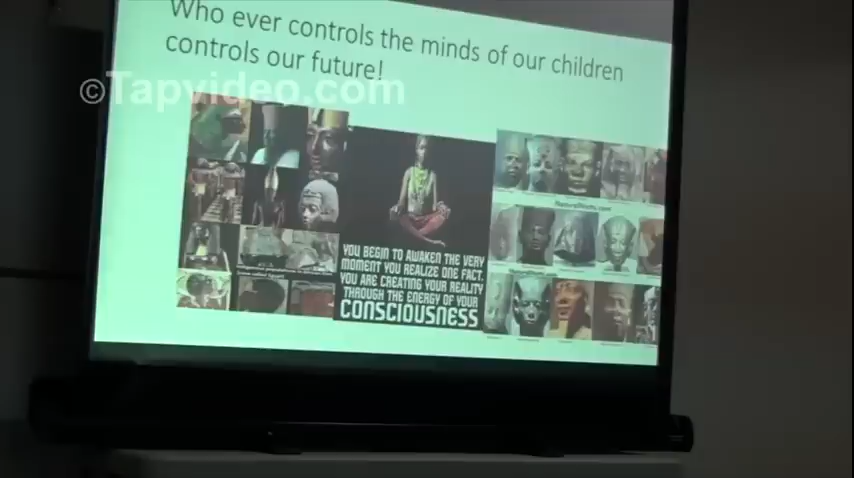 Who ever controls the minds of our children
controls our future!
©Tapvideo.com
YOU BEGIN TO AWAKEN THE VERY
MOMENT YOU REALIZE ONE FACT.
YOU ARE CREATING YOUR REALITY
THROUGH THE ENERGY OF YOUR
CONSCIOUSNESS